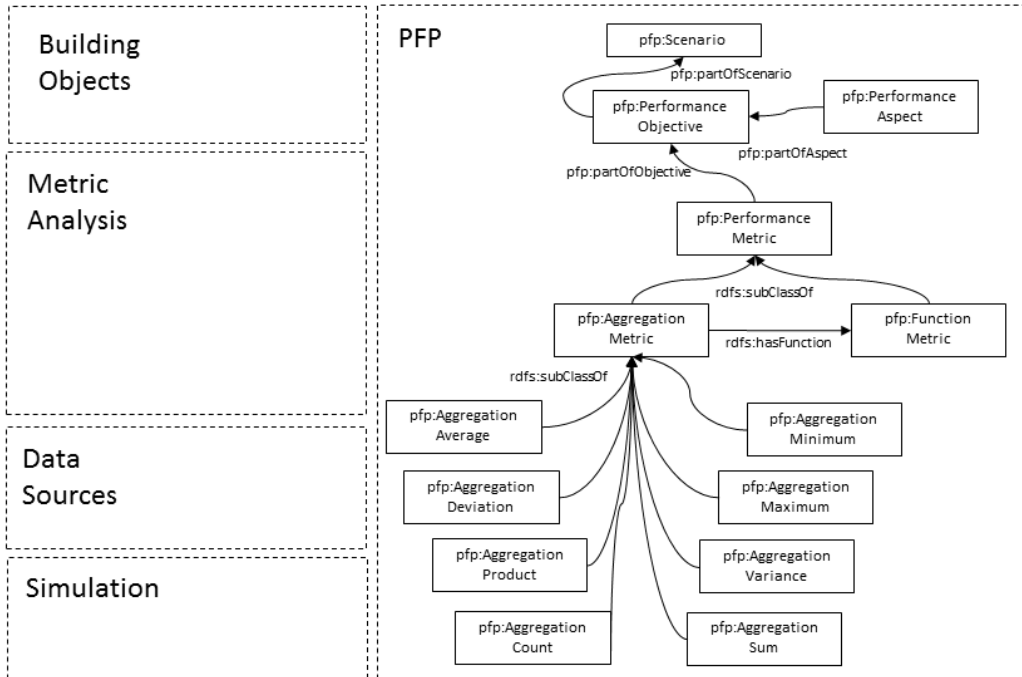 Building
Objects
Metric
Analysis
Data
Sources
Simulation
PFP
pfp:Scenario
pfp:partOfScenario
pfp:Performance
Objective
pfp:Performance
Aspect
pfp:partOfAspect
pfp:partOfObjective
pfp:Performance
Metric
rdfs:subClassOf
pfp:Aggregation
Metric
rdfs:hasFunction
pfp:Function
Metric
rdfs:subClassOf
pfp:Aggregation
Average
pfp:Aggregation
Minimum
pfp:Aggregation
Deviation
pfp:Aggregation
Maximum
pfp:Aggregation
Product
pfp:Aggregation
Variance
pfp:Aggregation
Count
pfp:Aggregation
Sum